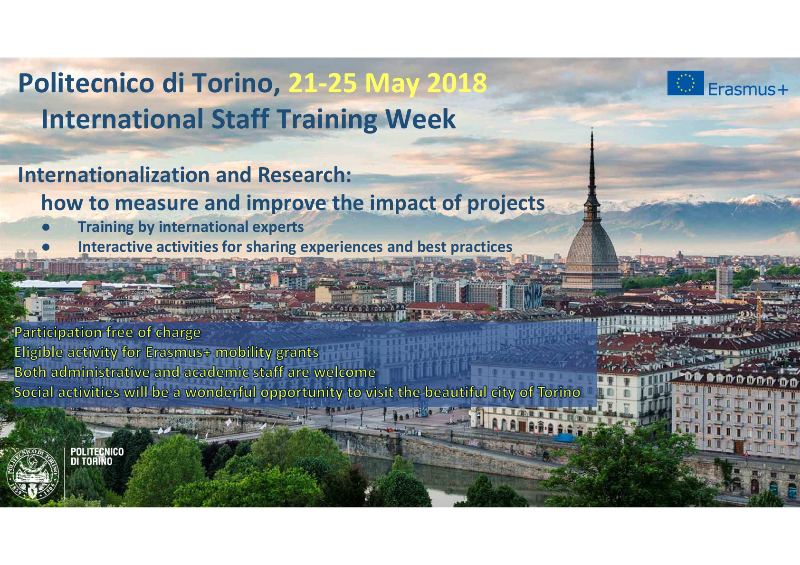 Politecnico di Torino, 21-25 May 2018
International Staff Training Week
Erasmus+
Internationalization and Research:
how to measure and improve the impact of projects
● Training by international experts
● Interactive activities for sharing experiences and best practices
Participation free of charge
Eligible activity for Erasmus+ mobility grants
Both administrative and academic staff are welcome
Social activities will be a wonderful opportunity to visit the beautiful city of Torino
POLITECNICO
DI TORINO